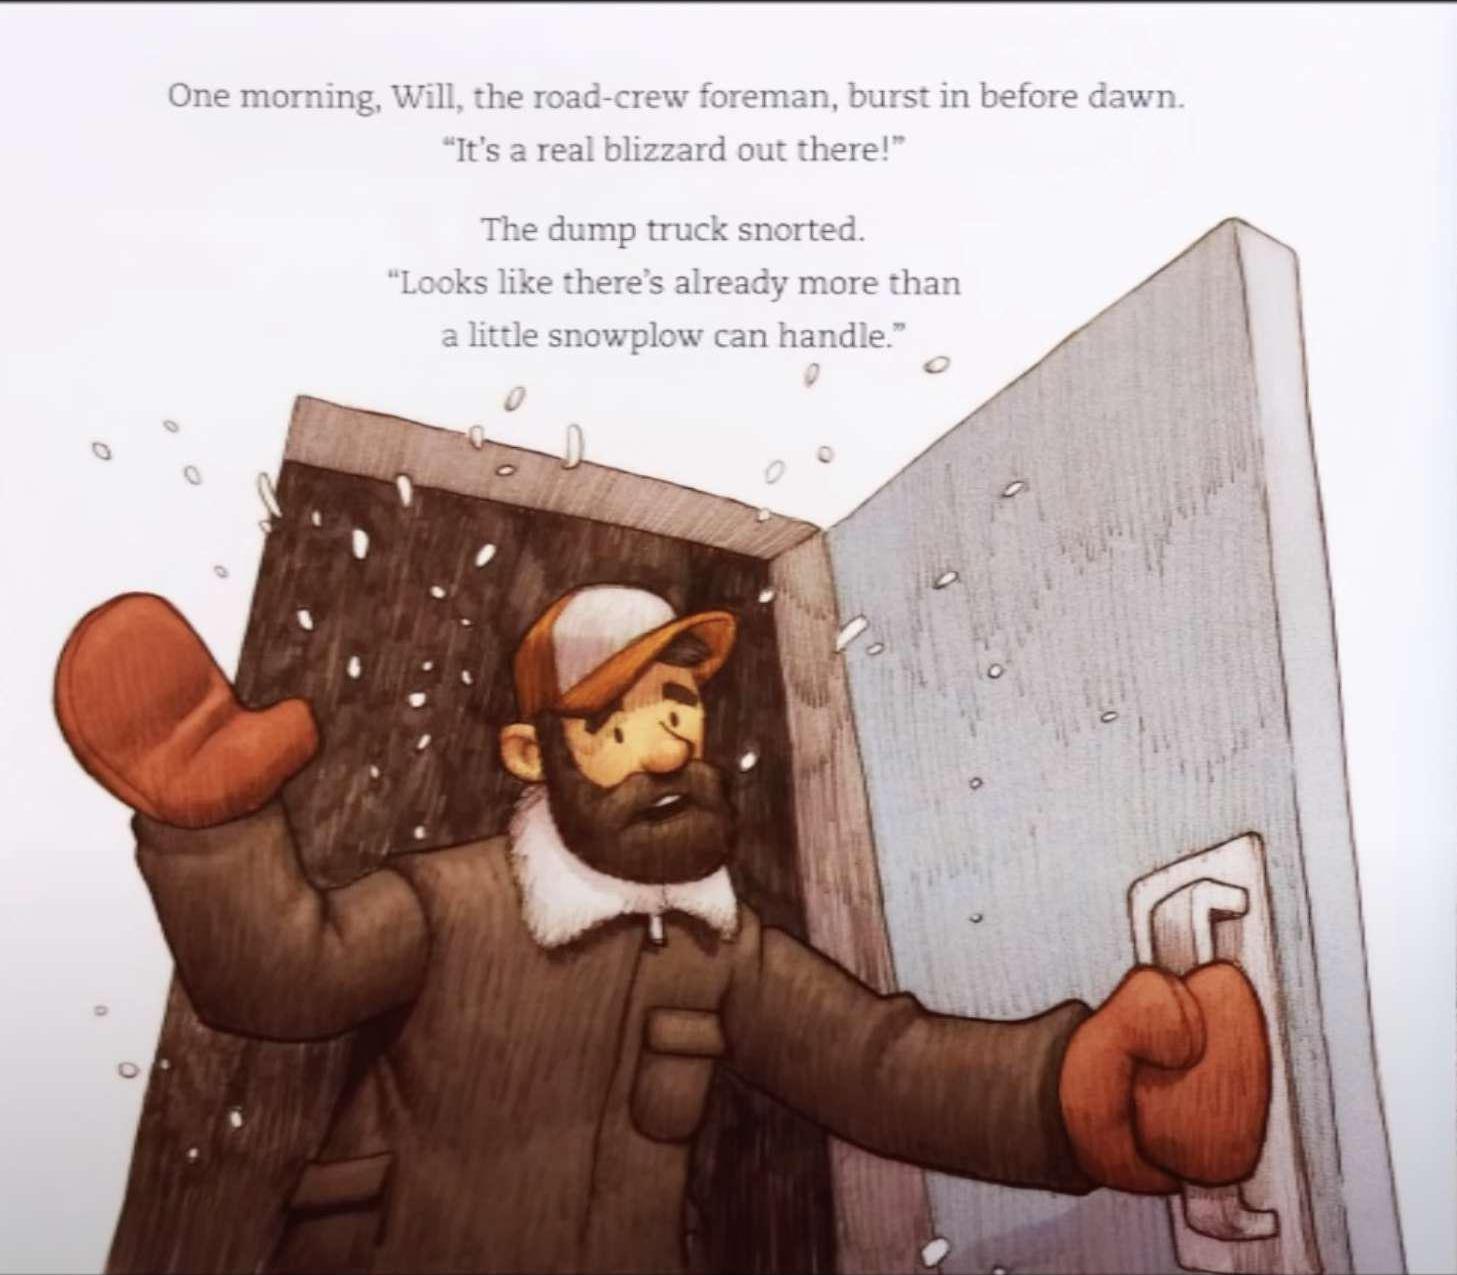 One morning, Will, the road-crew foreman, burst in before dawn.
“It’s a real blizzard out there!”
The dump truck snorted.
“Looks like there’s already more than
a little snowplow can handle.”